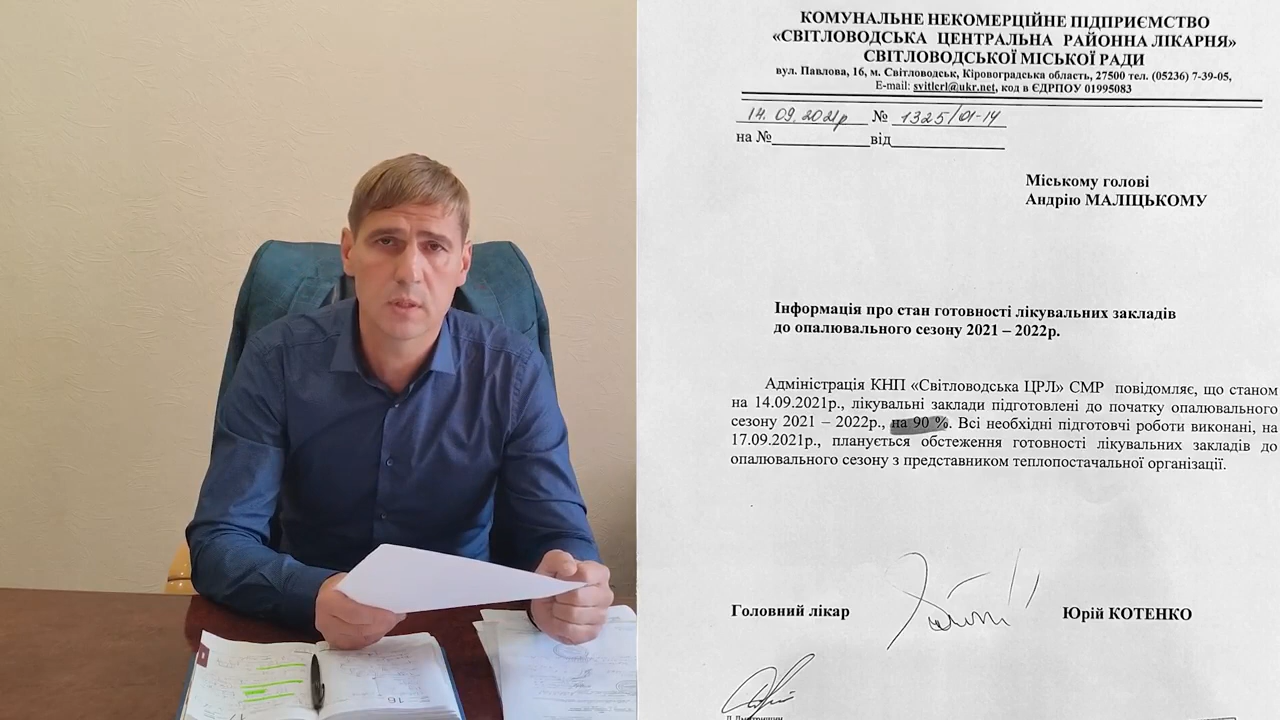 КОМУНАЛЬНЕ НЕКОМЕРЦІЙНЕ ПІДПРИЄМСТВО
«СВІТЛОВОДСЬКА ЦЕНТРАЛЬНА РАЙОННА ЛІКАРНЯ»
СВІТЛОВОДСЬКОЇ МІСЬКОЇ РАДИ
вул. Павлова, 16, м. Світловодськ, Кіровоградська область, 27500 тел. (05236) 7-39-05,
E-mail: svitlcrl@ukr.net, код в ЄДРПОУ 01995083
14. 09. 2021р № 1325/01-14
на №__________від__________
Міському голові
Андрію МАЛІЦЬКОМУ
Інформація про стан готовності лікувальних закладів
до опалювального сезону 2021 – 2022р.
Адміністрація КНП «Світловодська ЦРЛ» СМР повідомляє, що станом
на 14.09.2021р., лікувальні заклади підготовлені до початку опалювального
сезону 2021 – 2022р., на 90 %. Всі необхідні підготовчі роботи виконані, на
17.09.2021р., планується обстеження готовності лікувальних закладів до
опалювального сезону з представником теплопостачальної організації.
Головний лікар Юрій КОТЕНКО